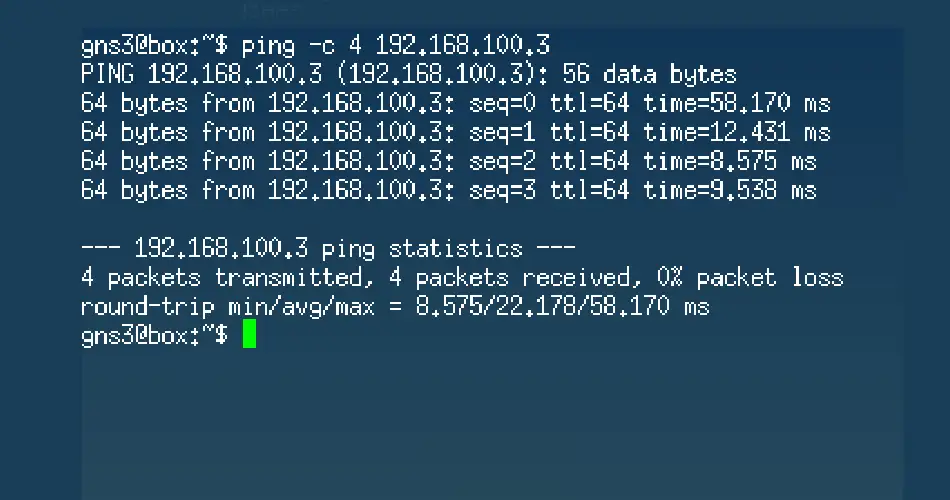 gns3@box:~$ ping -c 4 192.168.100.3
PING 192.168.100.3 (192.168.100.3): 56 data bytes
64 bytes from 192.168.100.3: seq=0 ttl=64 time=58.170 ms
64 bytes from 192.168.100.3: seq=1 ttl=64 time=12.431 ms
64 bytes from 192.168.100.3: seq=2 ttl=64 time=8.575 ms
64 bytes from 192.168.100.3: seq=3 ttl=64 time=9.538 ms
--- 192.168.100.3 ping statistics ---
4 packets transmitted, 4 packets received, 0% packet loss
round-trip min/avg/max = 8.575/22.178/58.170 ms
gns3@box:~$